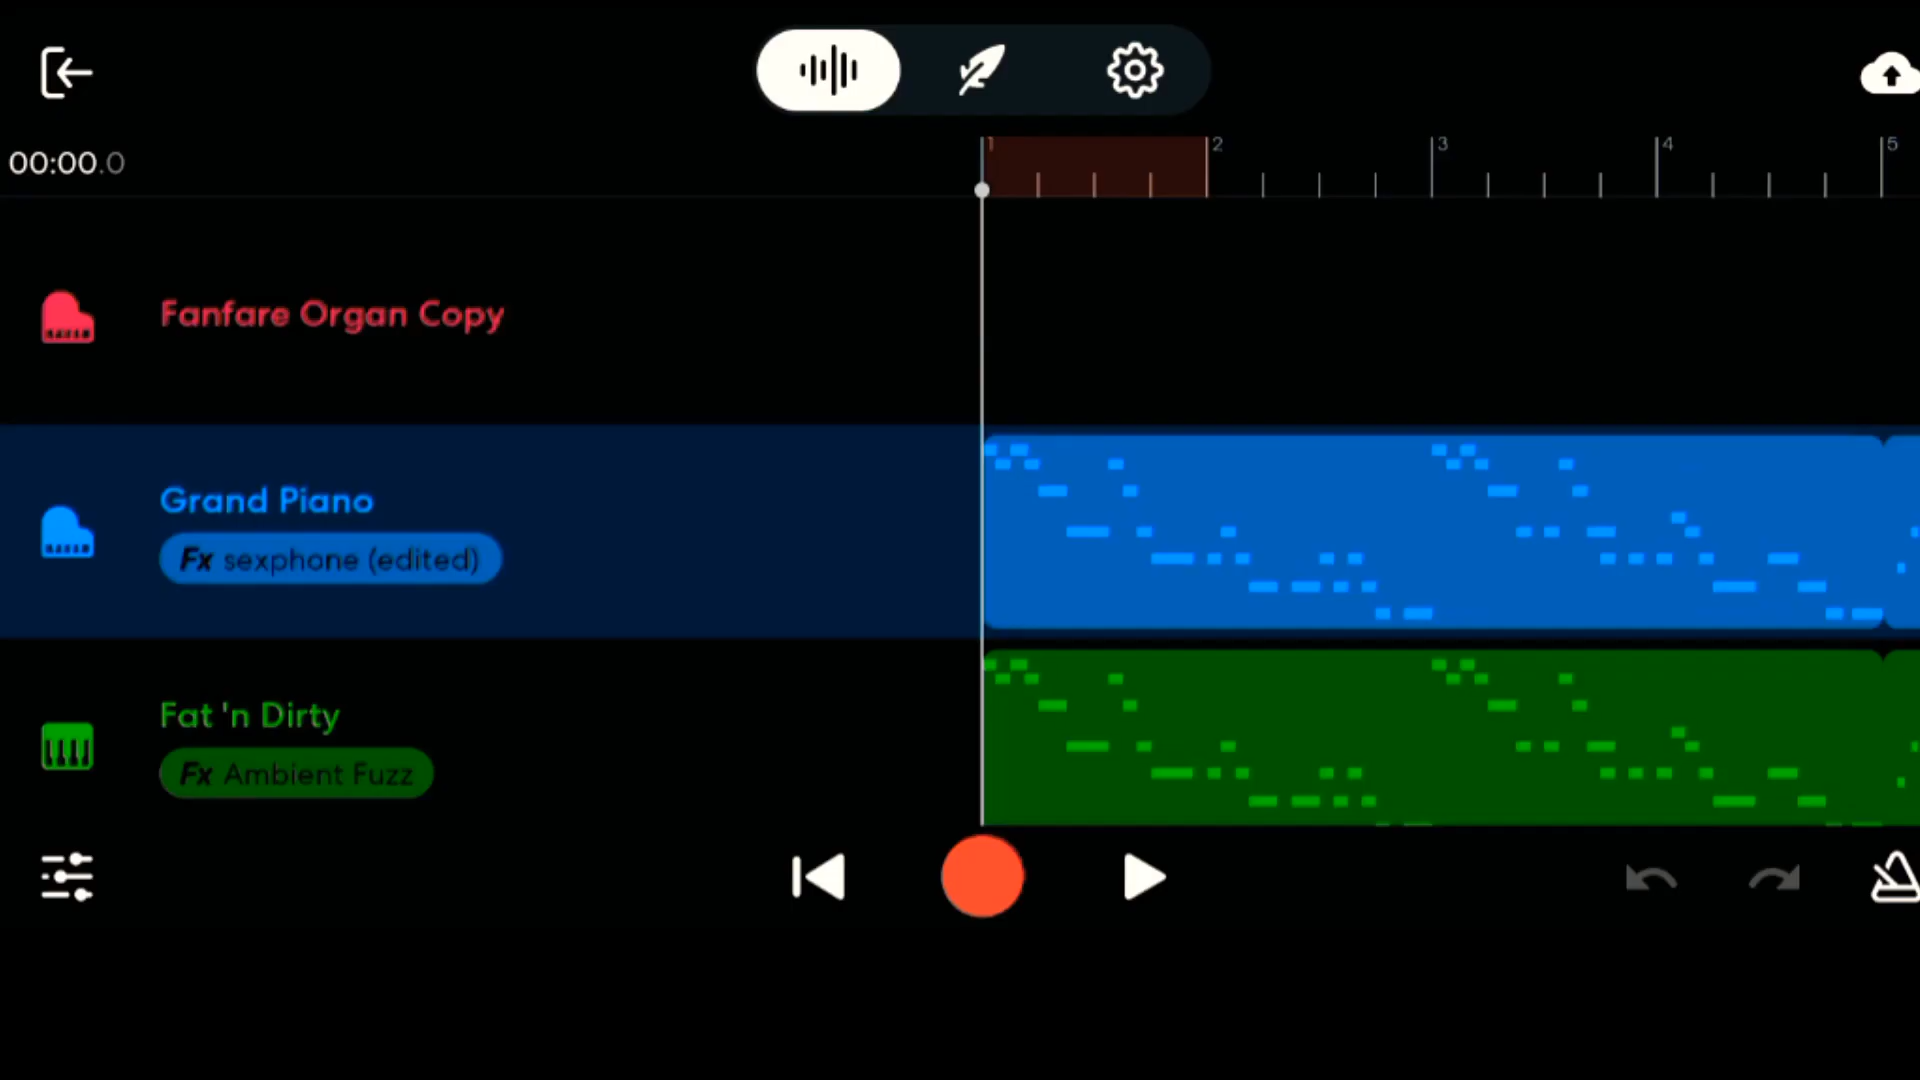 00:00.0
1 2 3 4 5
Fanfare Organ Copy
Grand Piano
Fx sexphone (edited)
Fat 'n Dirty
Fx Ambient Fuzz